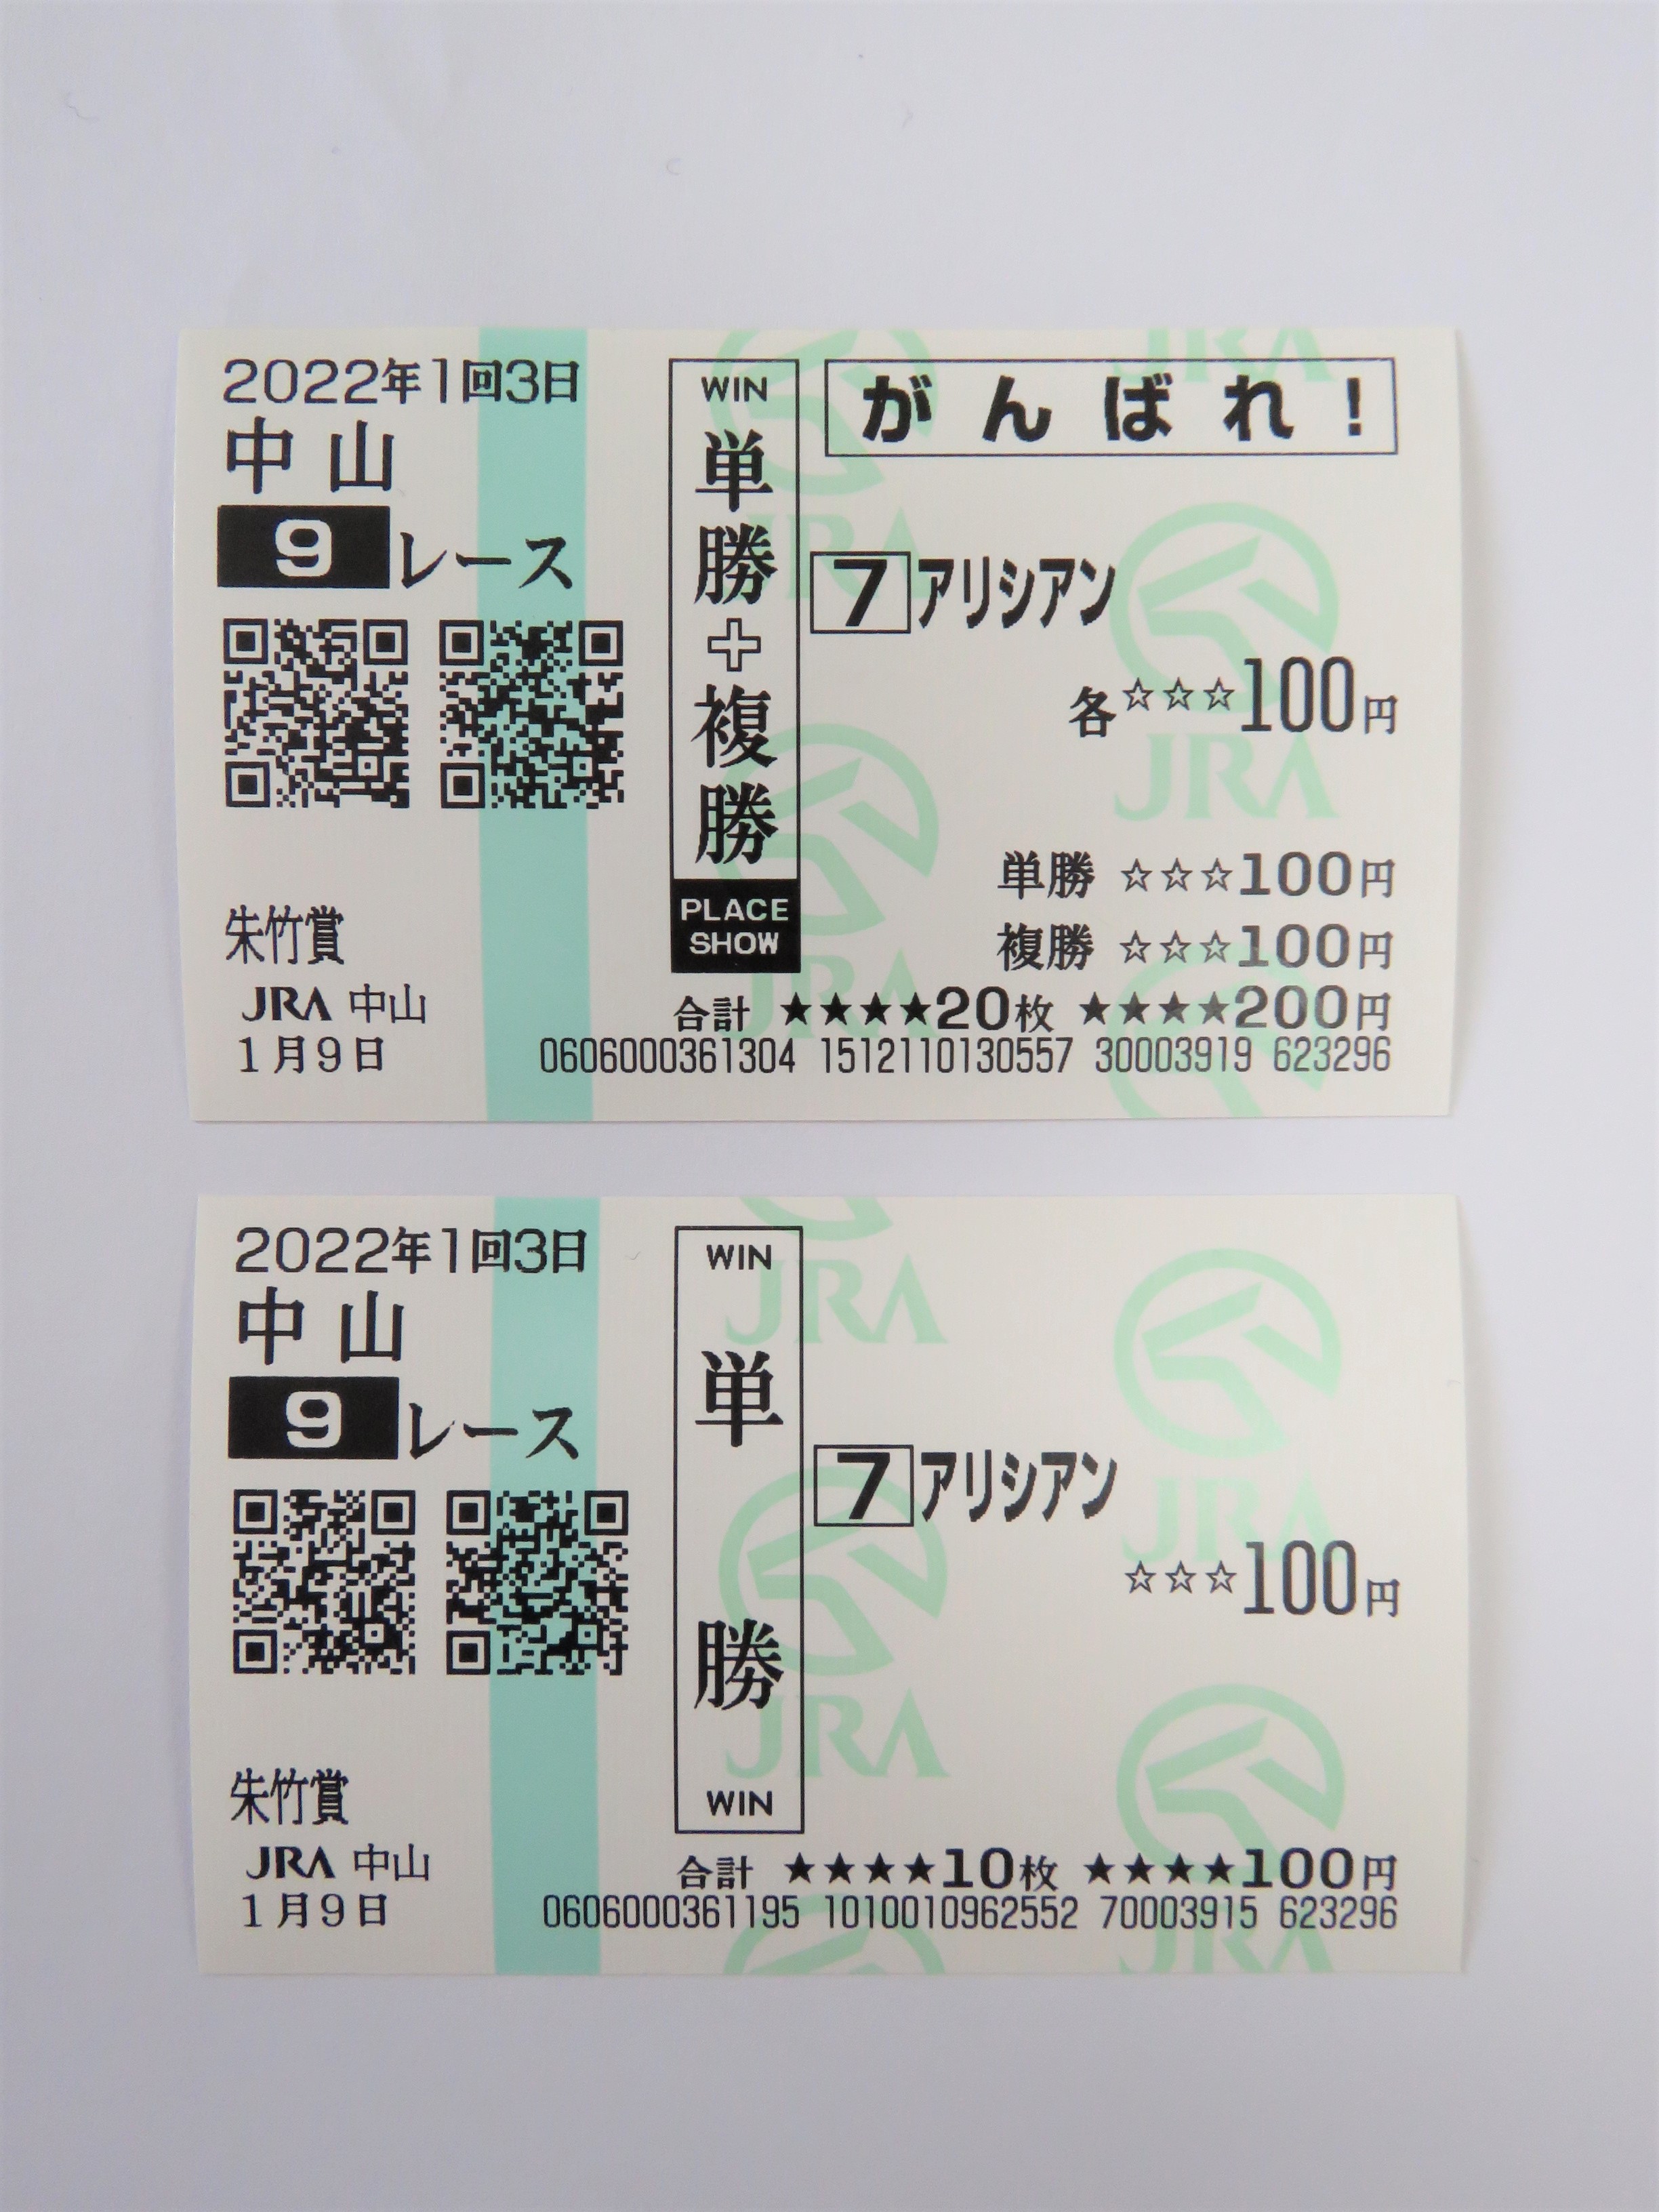 2022年1回3日
中山
9レース
朱竹賞
JRA 中山
1月9日
WIN
単勝+複勝
PLACE
SHOW
がんばれ!
7アリシアン
各☆☆☆100円
単勝 ☆☆☆100円
複勝 ☆☆☆100円
合計 ★★★★20枚 ★★★★200円
0606000361304 1512110130557 30003919 623296
2022年1回3日
中山
9レース
朱竹賞
JRA 中山
1月9日
WIN
単勝
WIN
7アリシアン
☆☆☆100円
合計 ★★★★10枚 ★★★★100円
0606000361195 1010010962552 70003915 623296